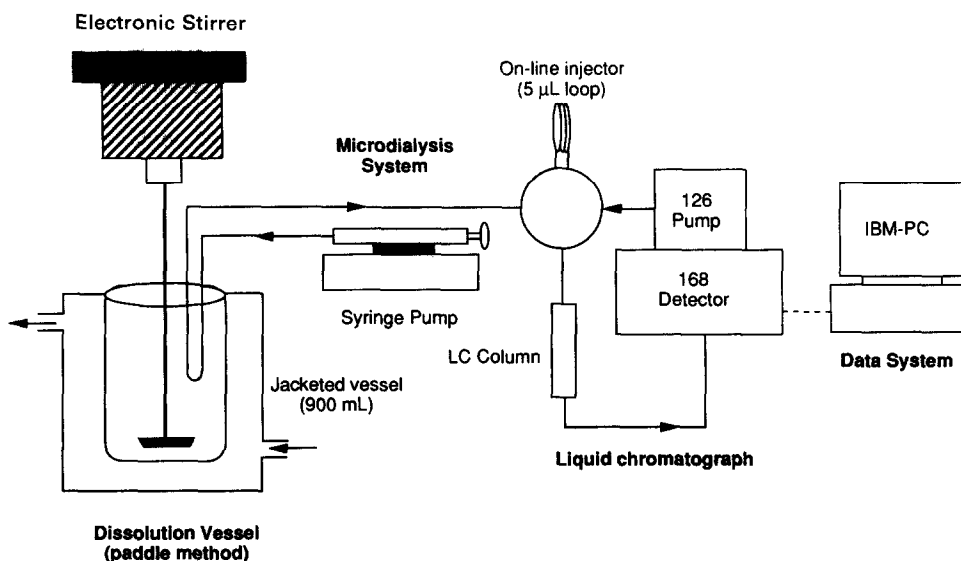 Electronic Stirrer
On-line injector
(5 µL loop)
Microdialysis
System
126
Pump
IBM-PC
168
Detector
Syringe Pump
LC Column
Data System
Jacketed vessel
(900 mL)
Liquid chromatograph
Dissolution Vessel
(paddle method)